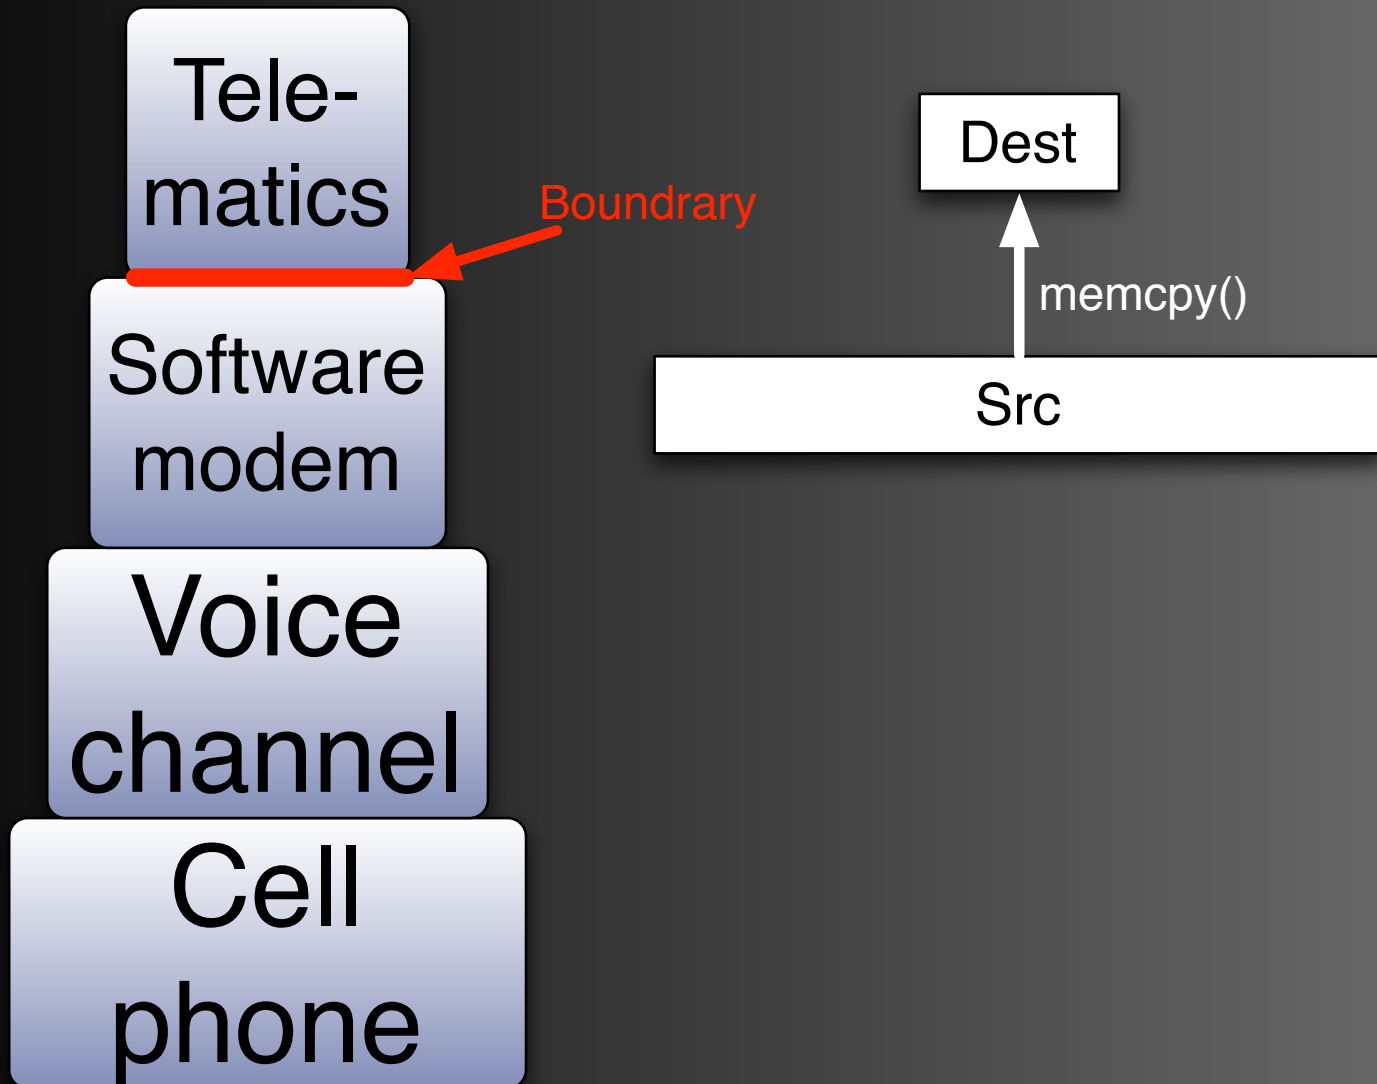 Tele-
matics
Boundrary
Software
modem
Voice
channel
Cell
phone
Dest
memcpy()
Src